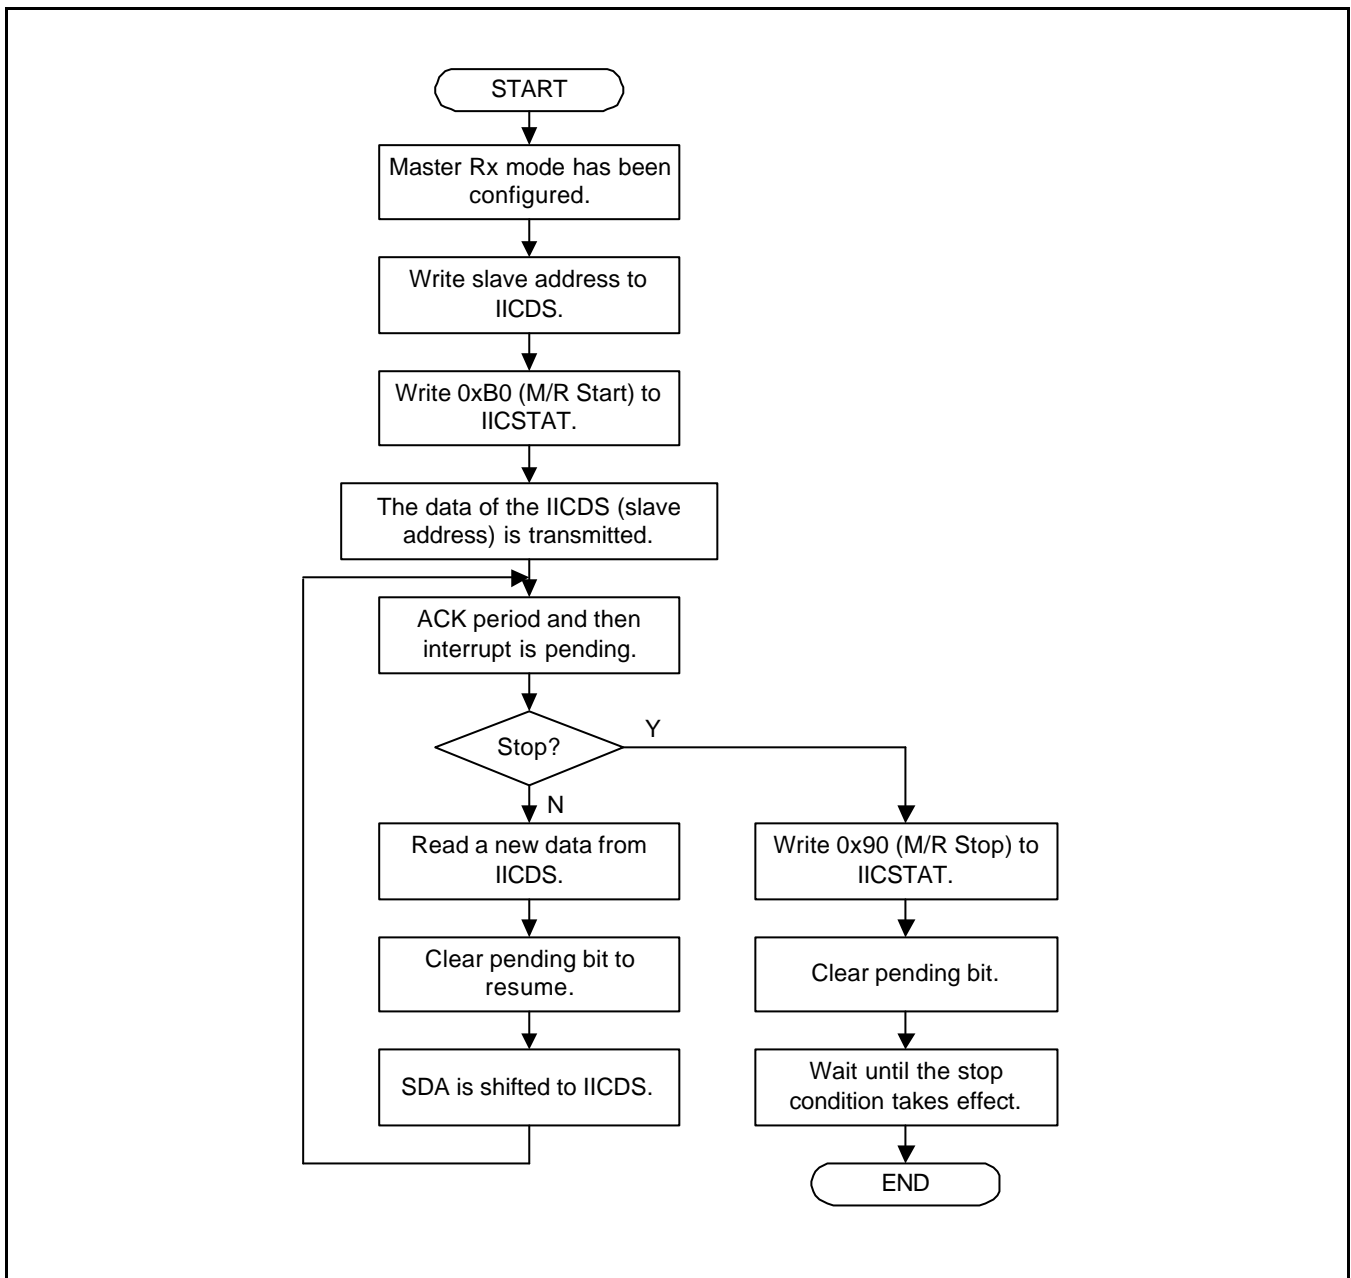 START
Master Rx mode has been
configured.
Write slave address to
IICDS.
Write 0xB0 (M/R Start) to
IICSTAT.
The data of the IICDS (slave
address) is transmitted.
ACK period and then
interrupt is pending.
Stop?
Y
N
Read a new data from
IICDS.
Clear pending bit to
resume.
SDA is shifted to IICDS.
Write 0x90 (M/R Stop) to
IICSTAT.
Clear pending bit.
Wait until the stop
condition takes effect.
END